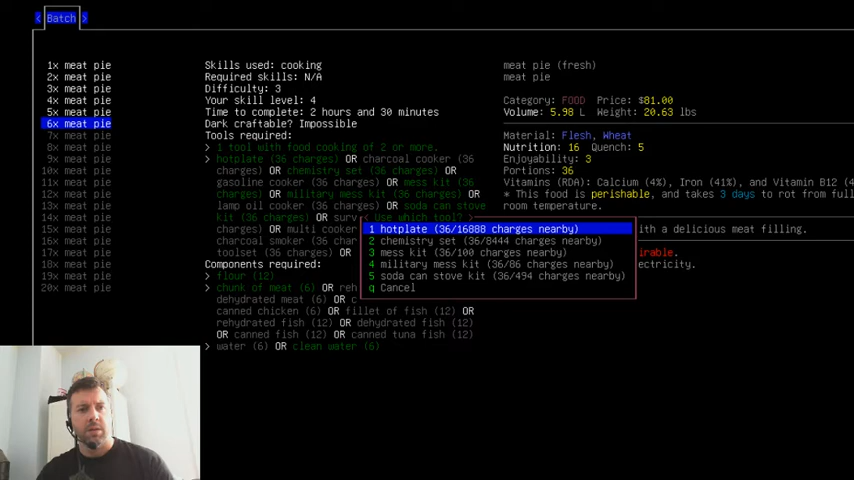 < Batch >
1x meat pie
2x meat pie
3x meat pie
4x meat pie
5x meat pie
6x meat pie
7x meat pie
8x meat pie
9x meat pie
10x meat pie
11x meat pie
12x meat pie
13x meat pie
14x meat pie
15x meat pie
16x meat pie
17x meat pie
18x meat pie
19x meat pie
20x meat pie
Skills used: cooking
Required skills: N/A
Difficulty: 3
Your skill level: 4
Time to complete: 2 hours and 30 minutes
Dark craftable? Impossible
Tools required:
> 1 tool with food cooking of 2 or more.
> hotplate (36 charges) OR charcoal cooker (36
charges) OR chemistry set (36 charges) OR
gasoline cooker (36 charges) OR mess kit (36
charges) OR military mess kit (36 charges) OR
lamp oil cooker (36 charges) OR soda can stove
kit (36 charges) OR surv
charges) OR multi cooker
charcoal smoker (36
toolset (36 charges)
Components required:
> flour (12)
> chunk of meat (6) OR reh
dehydrated meat (6) OR c
canned chicken (6) OR fillet of fish (12) OR
rehydrated fish (12) OR dehydrated fish (12)
OR canned fish (12) OR canned tuna fish (12)
> water (6) OR clean water (6)
< Use which tool? >
1 hotplate (36/16888 charges nearby)
2 chemistry set (36/8444 charges nearby)
3 mess kit (36/100 charges nearby)
4 military mess kit (36/86 charges nearby)
5 soda can stove kit (36/494 charges nearby)
q Cancel
meat pie (fresh)
meat pie
Category: FOOD Price: $81.00
Volume: 5.98 L Weight: 20.63 lbs
Material: Flesh, Wheat
Nutrition: 16 Quench: 5
Enjoyability: 3
Portions: 36
Vitamins (RDA): Calcium (4%), Iron (41%), and Vitamin B12 (4
* This food is perishable, and takes 3 days to rot from full
room temperature.
with a delicious meat filling.
irable.
ectricity.